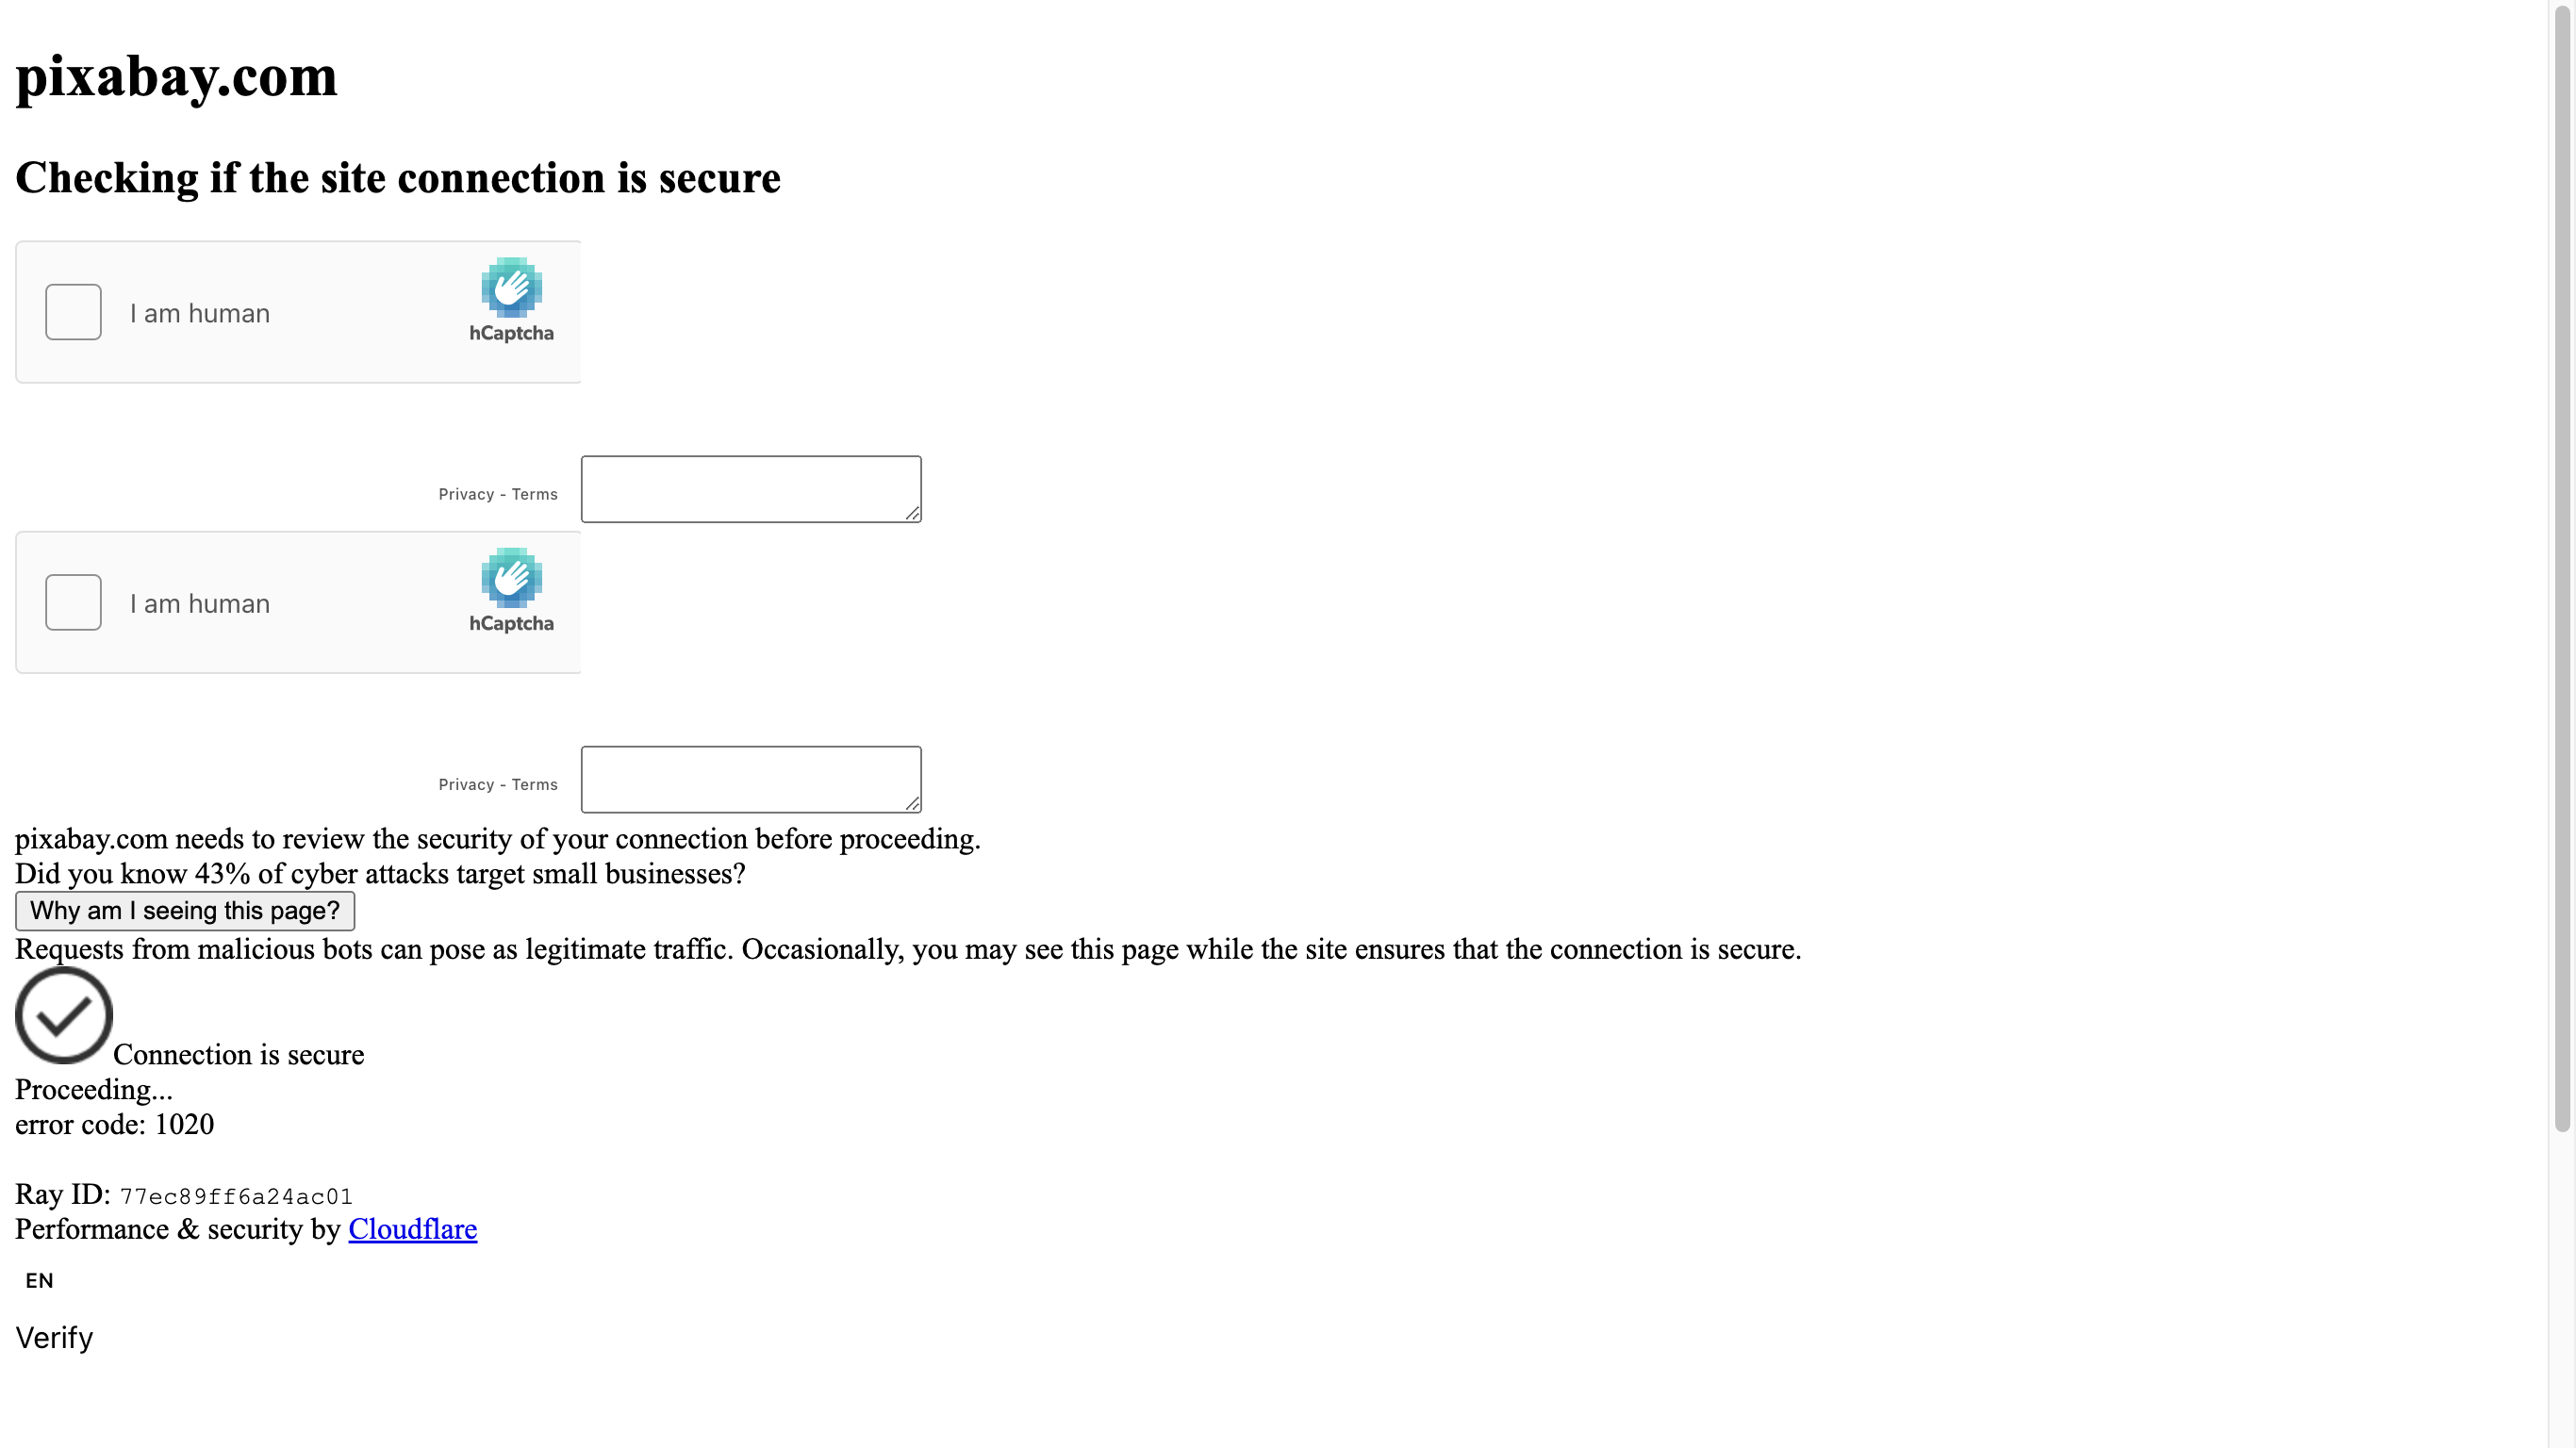 pixabay.com
Checking if the site connection is secure
I am human
hCaptcha
Privacy - Terms
I am human
hCaptcha
Privacy - Terms
pixabay.com needs to review the security of your connection before proceeding.
Did you know 43% of cyber attacks target small businesses?
Why am I seeing this page?
Requests from malicious bots can pose as legitimate traffic. Occasionally, you may see this page while the site ensures that the connection is secure.
Connection is secure
Proceeding...
error code: 1020
Ray ID: 77ec89ff6a24ac01
Performance & security by Cloudflare
EN
Verify